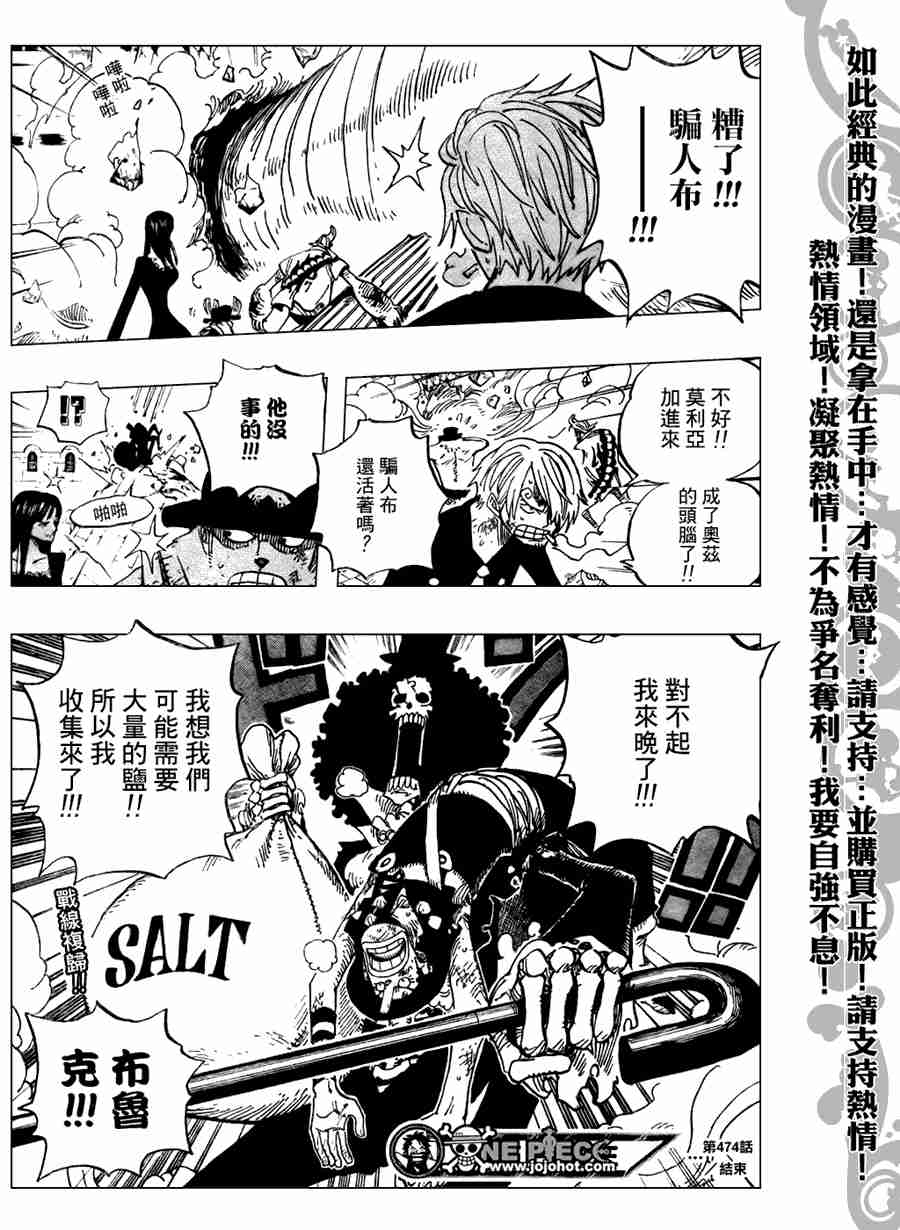 糟了!!!
騙人布
——!!!
嘩啦
嘩啦
不好!!
莫利亞
加進來
成了奧茲
的頭腦了!!
騙人布
還活著嗎?
他沒
事的!!!
!?
啪啪
對不起
我來晚了!!!
我想我們
可能需要
大量的鹽!!
所以我
收集來了!!!
戰線複歸!!
SALT
布魯
克!!!
ONE PIECE
www.jojohot.com
第474話
……/結束
如此經典的漫畫!還是拿在手中…才有感覺…請支持…並購買正版!請支持熱情!
熱情領域!凝聚熱情!不為爭名奪利!我要自強不息!